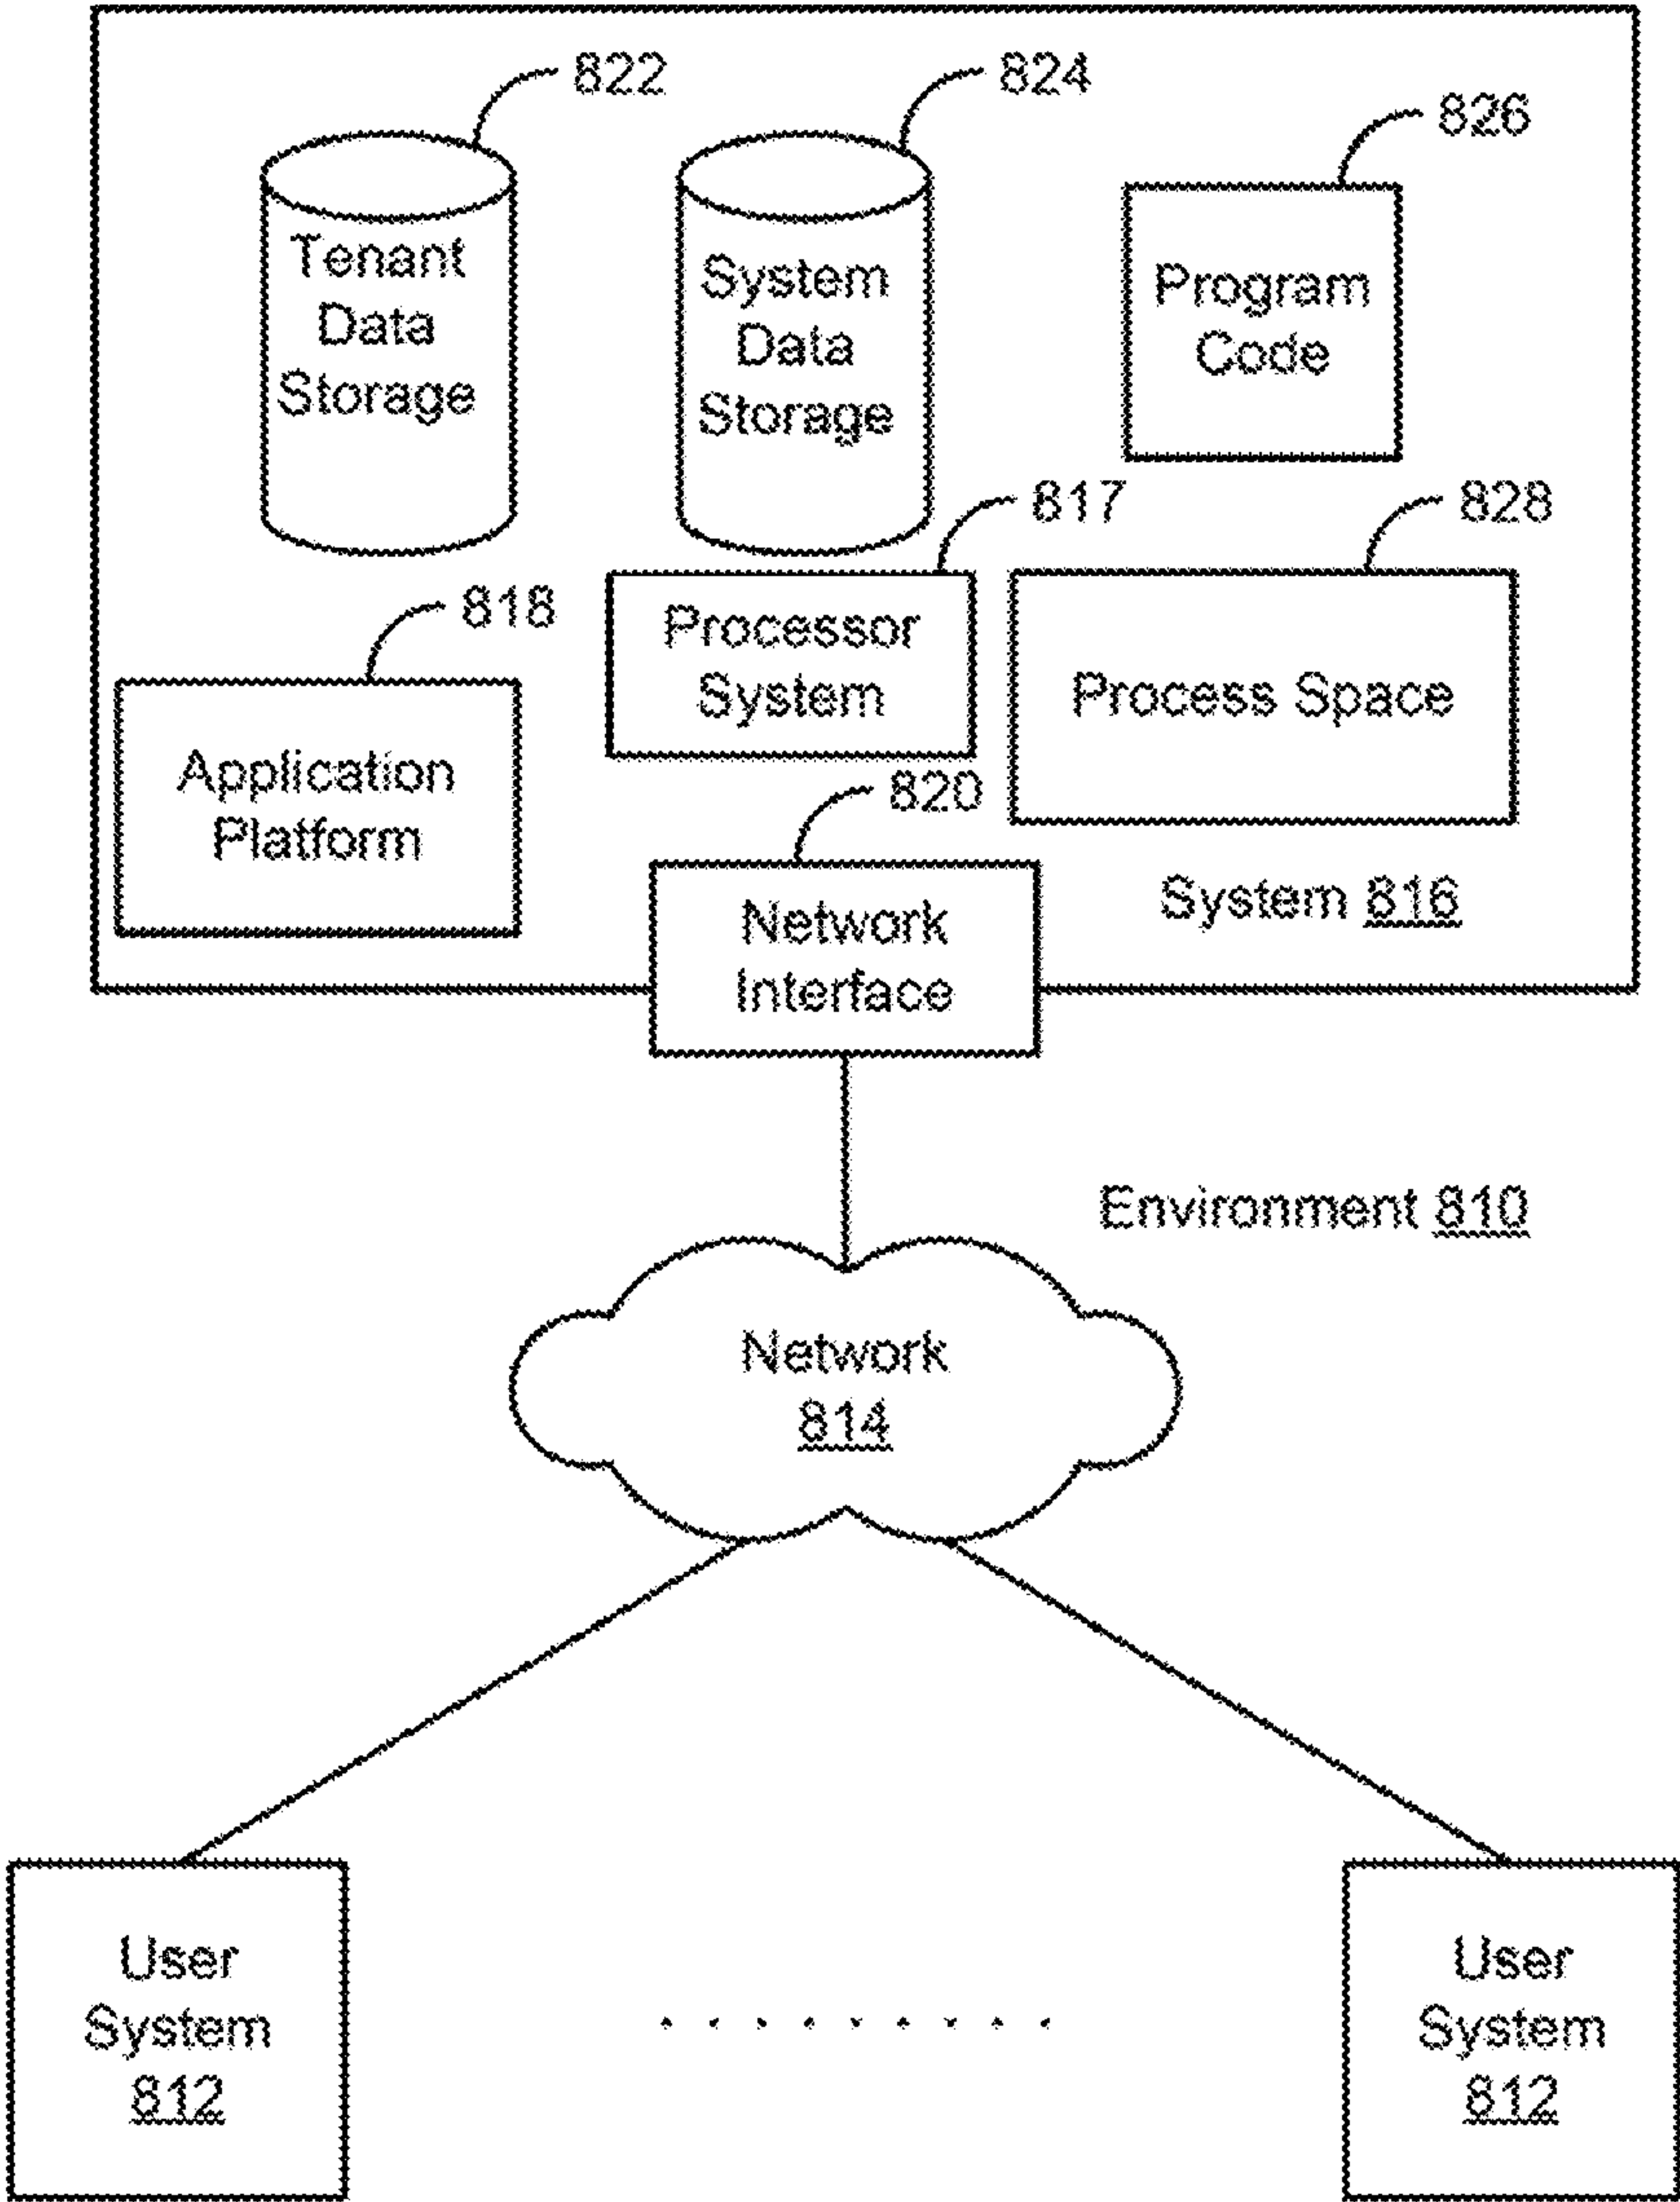 822
824
826
Tenant
Data
Storage
System
Data
Storage
Program
Code
817
828
818
Processor
System
Process Space
Application
Platform
820
System 816
Network
Interface
Environment 810
Network
814
User
System
812
User
System
812